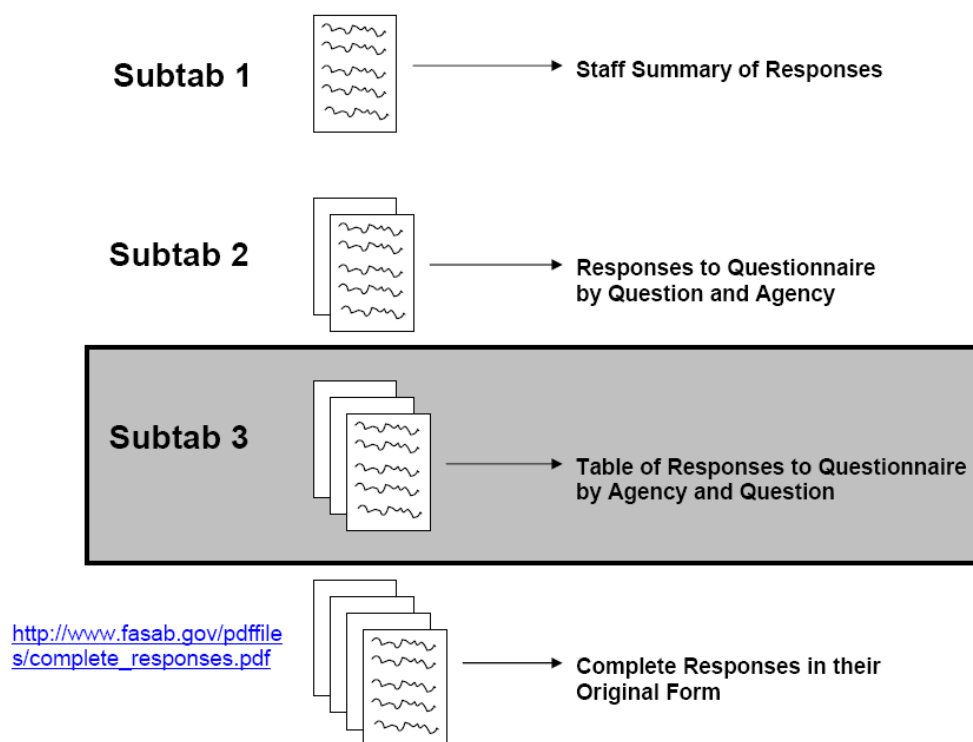 Subtab 1
Staff Summary of Responses
Subtab 2
Responses to Questionnaire
by Question and Agency
Subtab 3
Table of Responses to Questionnaire
by Agency and Question
http://www.fasab.gov/pdffile
s/complete_responses.pdf
Complete Responses in their
Original Form